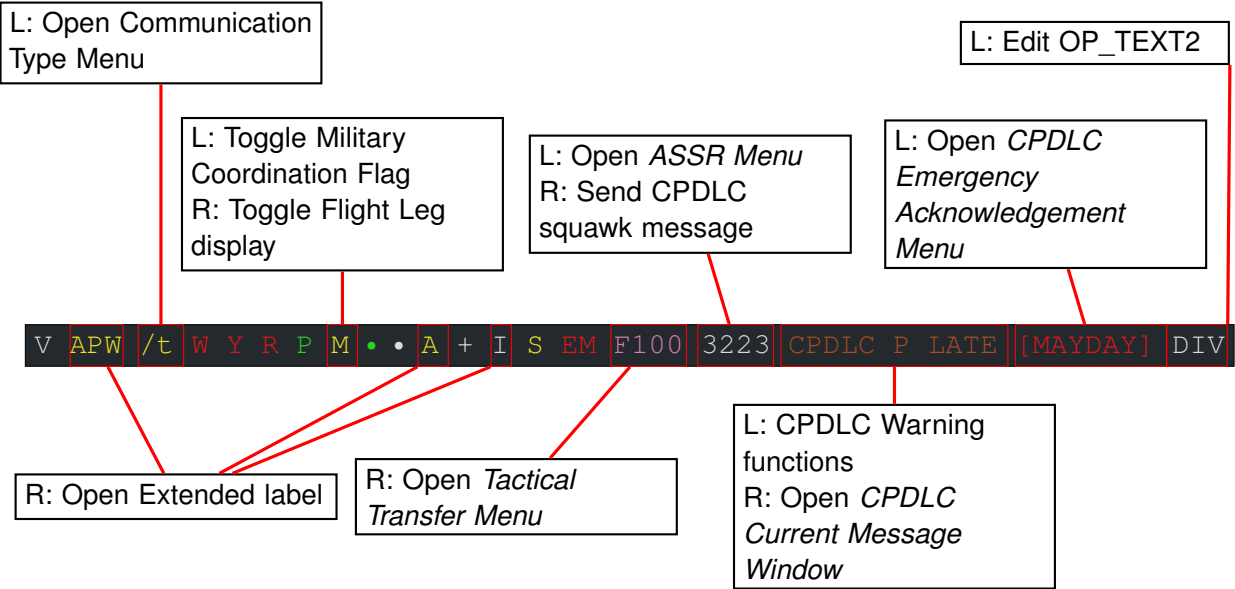 L: Open Communication
Type Menu
L: Edit OP_TEXT2
L: Toggle Military
Coordination Flag
R: Toggle Flight Leg
display
L: Open ASSR Menu
R: Send CPDLC
squawk message
L: Open CPDLC
Emergency
Acknowledgement
Menu
V APW /t W Y R P M • • A + I S EM F100 3223 CPDLC P LATE [MAYDAY] DIV
R: Open Extended label
R: Open Tactical
Transfer Menu
L: CPDLC Warning
functions
R: Open CPDLC
Current Message
Window